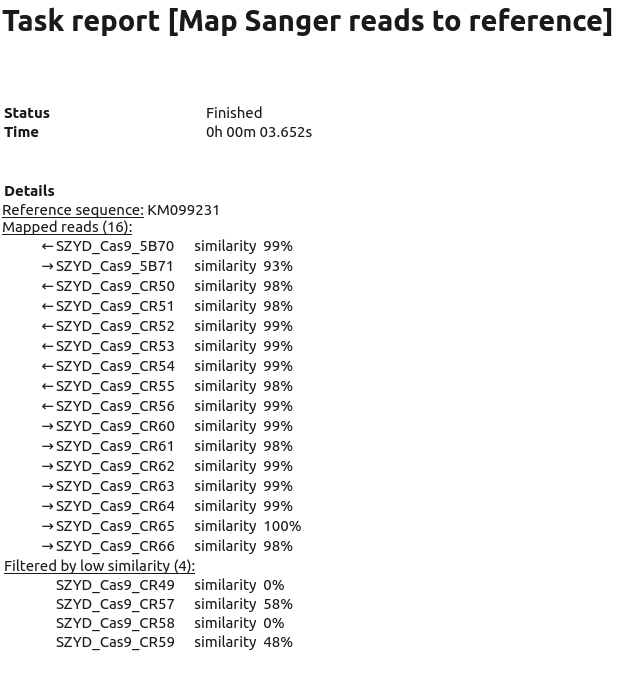 Task report [Map Sanger reads to reference]
Status Finished
Time 0h 00m 03.652s
Details
Reference sequence: KM099231
Mapped reads (16):
←SZYD_Cas9_5B70 similarity 99%
→SZYD_Cas9_5B71 similarity 93%
←SZYD_Cas9_CR50 similarity 98%
←SZYD_Cas9_CR51 similarity 98%
←SZYD_Cas9_CR52 similarity 99%
←SZYD_Cas9_CR53 similarity 99%
←SZYD_Cas9_CR54 similarity 99%
←SZYD_Cas9_CR55 similarity 98%
←SZYD_Cas9_CR56 similarity 99%
→SZYD_Cas9_CR60 similarity 99%
→SZYD_Cas9_CR61 similarity 98%
→SZYD_Cas9_CR62 similarity 99%
→SZYD_Cas9_CR63 similarity 99%
→SZYD_Cas9_CR64 similarity 99%
→SZYD_Cas9_CR65 similarity 100%
→SZYD_Cas9_CR66 similarity 98%
Filtered by low similarity (4):
SZYD_Cas9_CR49 similarity 0%
SZYD_Cas9_CR57 similarity 58%
SZYD_Cas9_CR58 similarity 0%
SZYD_Cas9_CR59 similarity 48%